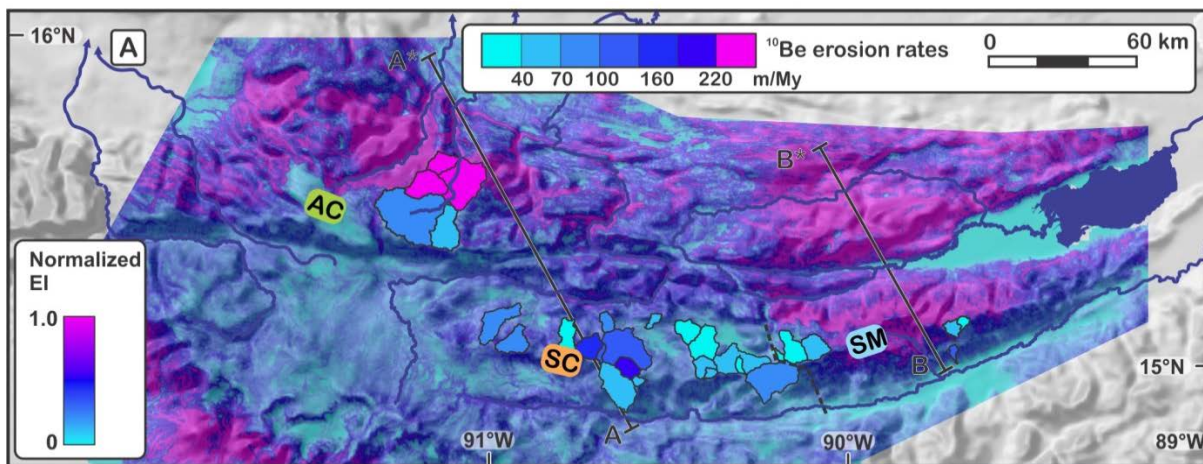 16°N
A
A*
¹⁰Be erosion rates
40 70 100 160 220 m/My
0 60 km
B*
AC
Normalized
EI
1.0
0
SC
SM
B
15°N
A
91°W
90°W
89°W